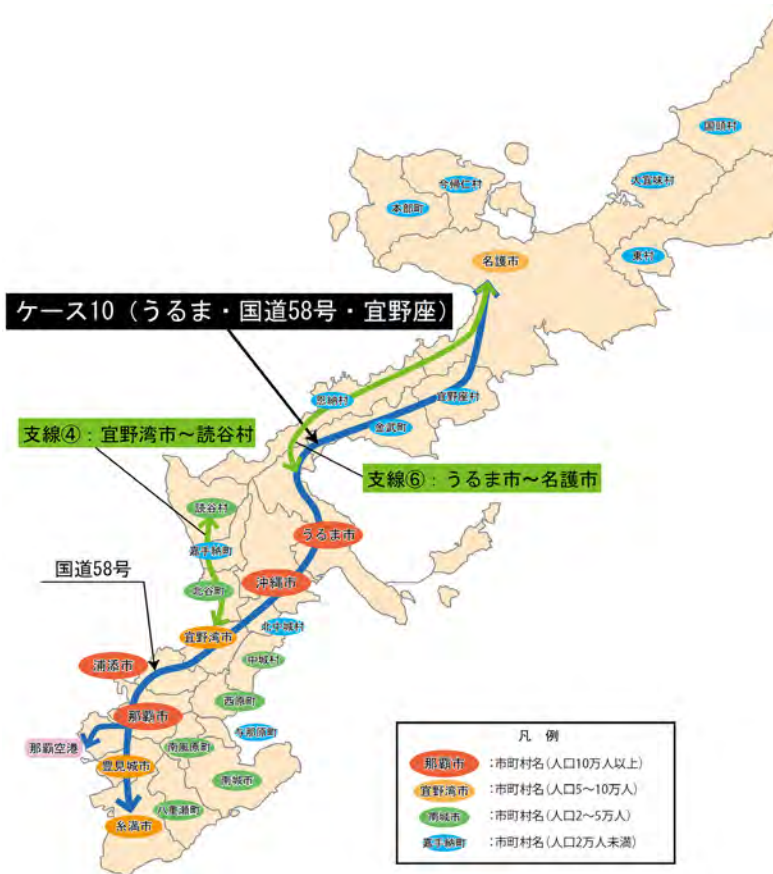 国頭村
大宜味村
今帰仁村
本部町
東村
名護市
ケース10（うるま・国道58号・宜野座）
恩納村
宜野座村
金武町
支線④：宜野湾市～読谷村
支線⑥：うるま市～名護市
読谷村
うるま市
嘉手納町
国道58号
沖縄市
北谷町
北中城村
宜野湾市
中城村
浦添市
西原町
那覇市
与那原町
那覇空港
南風原町
豊見城市
南城市
八重瀬町
糸満市
凡 例
那覇市 :市町村名(人口10万人以上)
宜野湾市 :市町村名(人口5～10万人)
南城市 :市町村名(人口2～5万人)
嘉手納町 :市町村名(人口2万人未満)